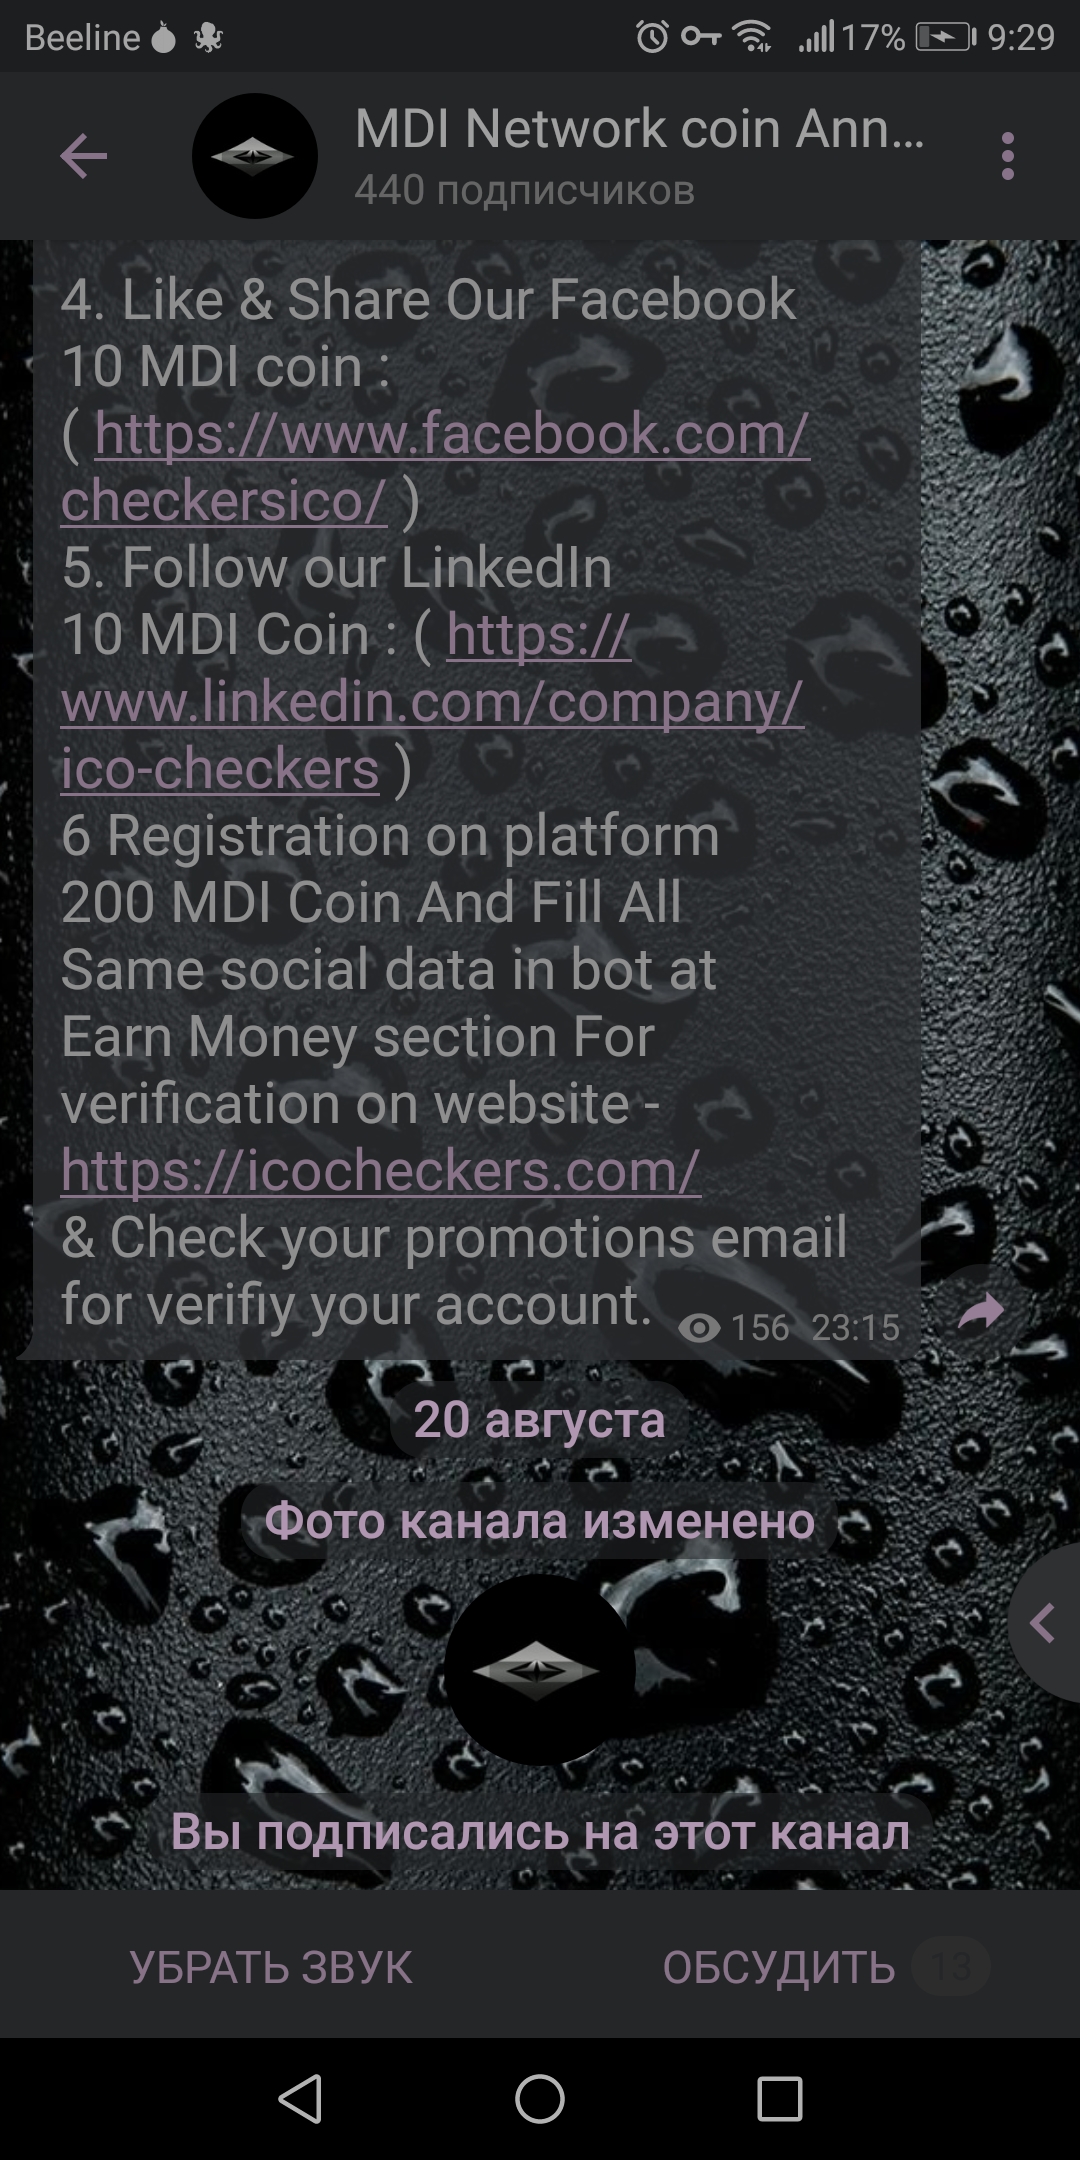 Beeline 17% 9:29
MDI Network coin Ann...
440 подписчиков
4. Like & Share Our Facebook
10 MDI coin :
( https://www.facebook.com/
checkersico/ )
5. Follow our LinkedIn
10 MDI Coin : ( https://
www.linkedin.com/company/
ico-checkers )
6 Registration on platform
200 MDI Coin And Fill All
Same social data in bot at
Earn Money section For
verification on website -
https://icocheckers.com/
& Check your promotions email
for verifiy your account. 156 23:15
20 августа
Фото канала изменено
Вы подписались на этот канал
УБРАТЬ ЗВУК ОБСУДИТЬ 13